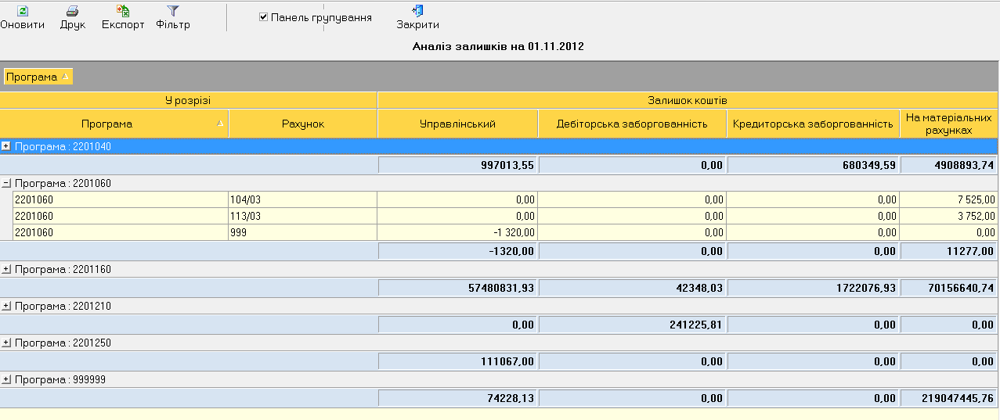 Оновити Друк Експорт Фільтр Панель групування Закрити
Аналіз залишків на 01.11.2012
Програма
У розрізі Залишок коштів
Програма Рахунок Управлінський Дебіторська заборгованність Кредиторська заборгованність На матеріальних рахунках
Програма : 2201040
997013,55 0,00 680349,59 4908893,74
Програма : 2201060
2201060 104/03 0,00 0,00 0,00 7 525,00
2201060 113/03 0,00 0,00 0,00 3 752,00
2201060 999 -1 320,00 0,00 0,00 0,00
-1320,00 0,00 0,00 11277,00
Програма : 2201160
57480831,93 42348,03 1722076,93 70156640,74
Програма : 2201210
0,00 241225,81 0,00 0,00
Програма : 2201250
111067,00 0,00 0,00 0,00
Програма : 999999
74228,13 0,00 0,00 219047445,76